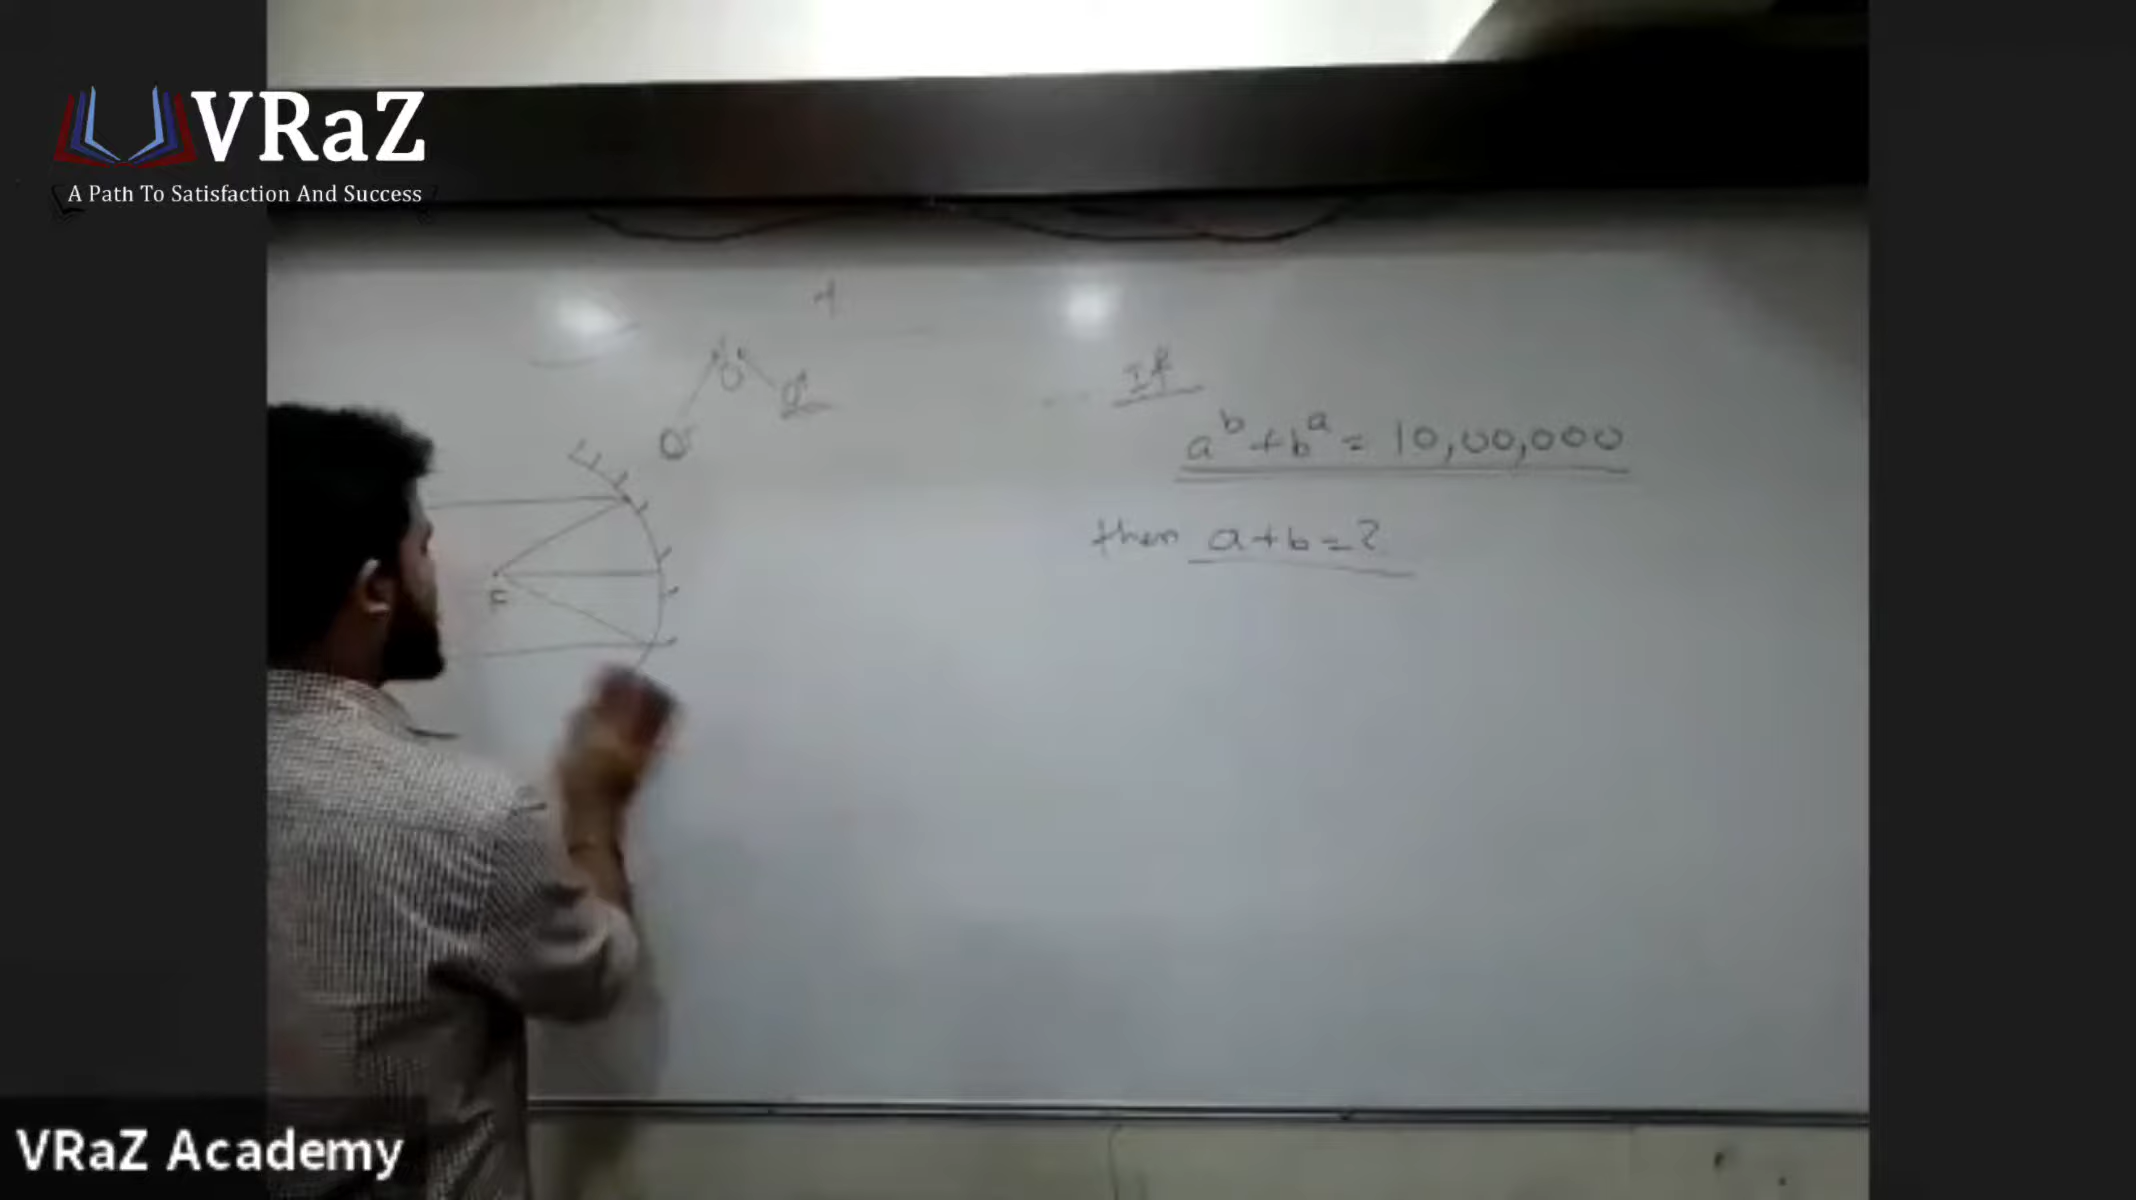 VRaZ
A Path To Satisfaction And Success
If
a^b + b^a = 10,00,000
then a+b=?
F
VRaZ Academy